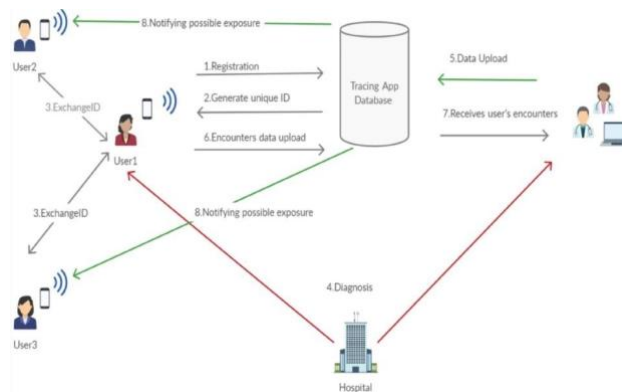 8.Notifying possible exposure
User2
1.Registration
Tracing App
Database
5.Data Upload
3.ExchangeID
2.Generate unique ID
7.Receives user's encounters
6.Encounters data upload
User1
3.ExchangeID
8.Notifying possible exposure
4.Diagnosis
User3
Hospital